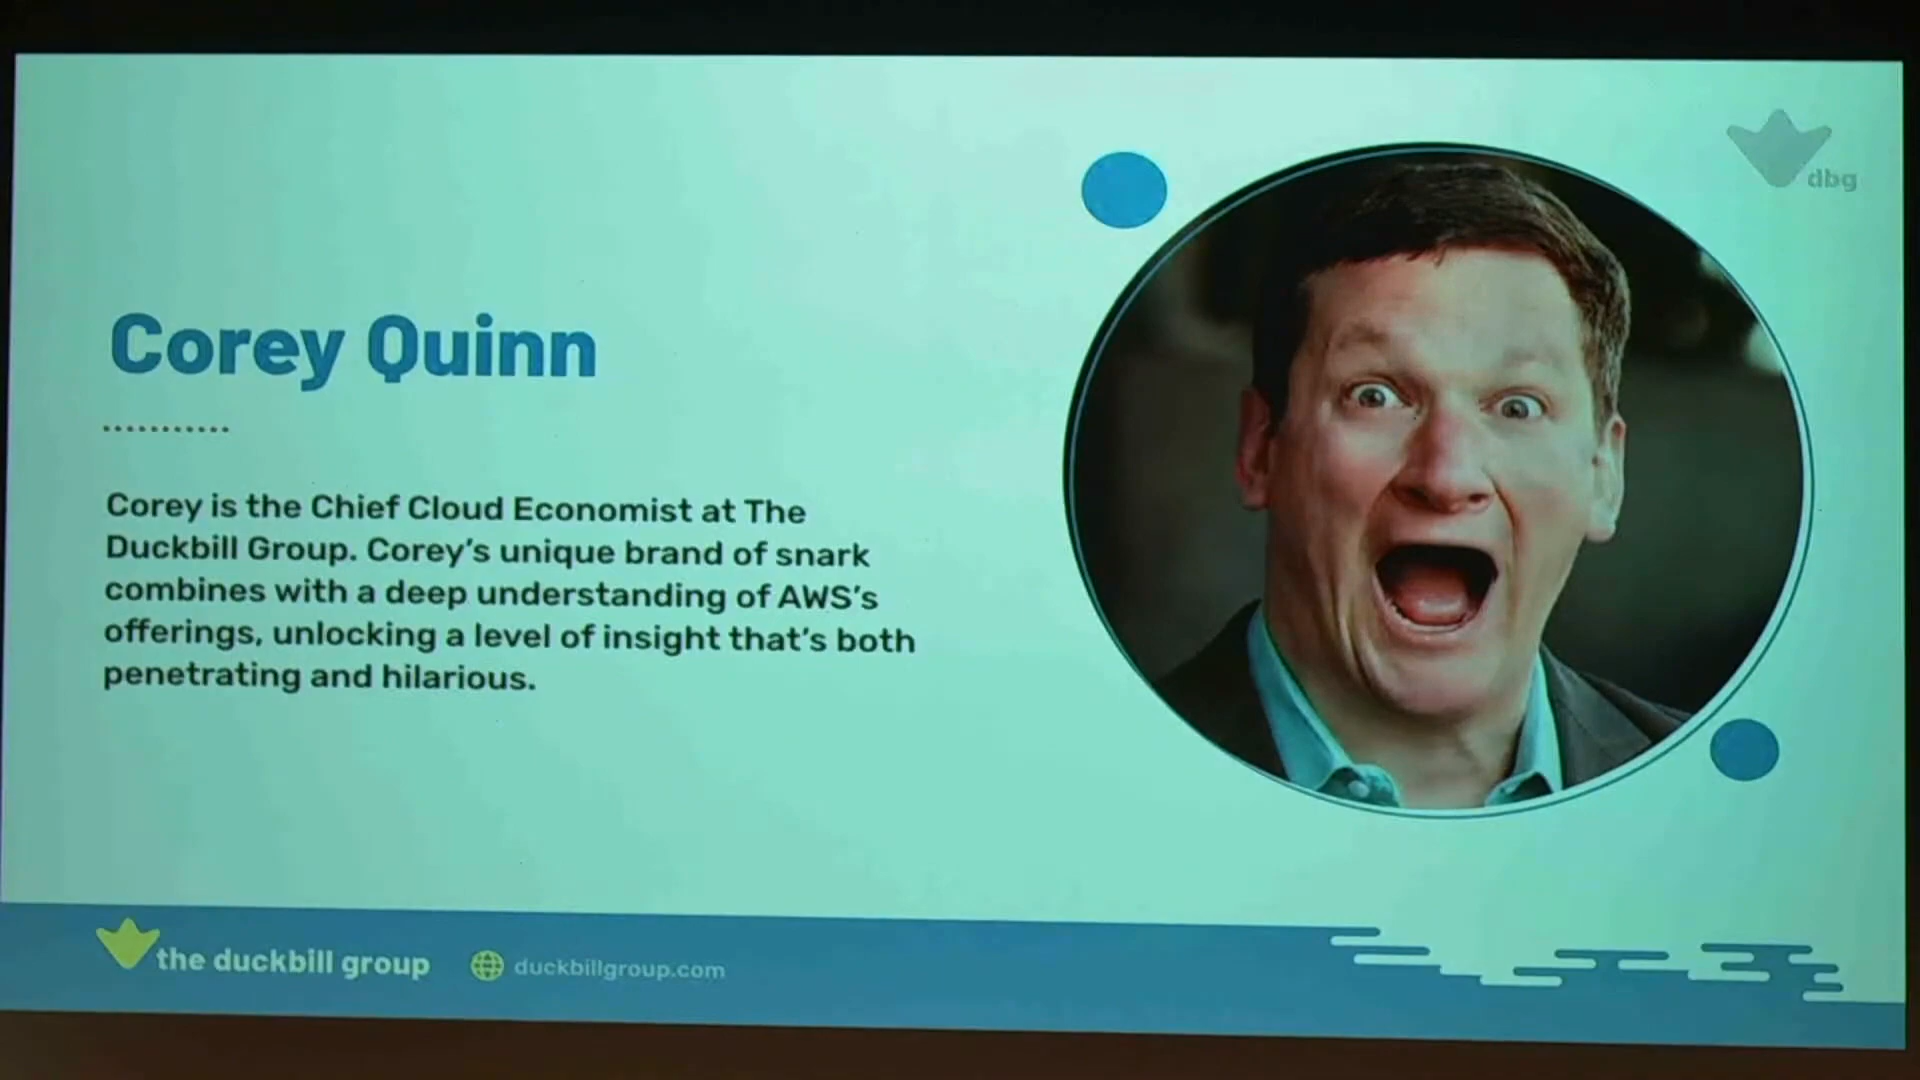 dbg
Corey Quinn
Corey is the Chief Cloud Economist at The
Duckbill Group. Corey's unique brand of snark
combines with a deep understanding of AWS's
offerings, unlocking a level of insight that's both
penetrating and hilarious.
the duckbill group
duckbillgroup.com